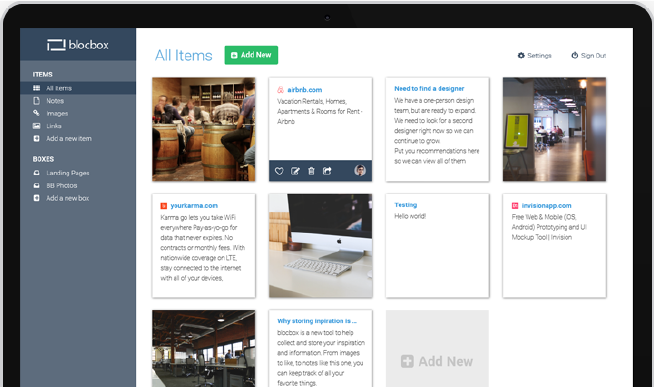 blocbox
All Items
Add New
Settings
Sign Out
ITEMS
All Items
Notes
Images
Links
Add a new item
BOXES
Landing Pages
BB Photos
Add a new box
airbnb.com
Vacation Rentals, Homes,
Apartments & Rooms for Rent -
Airbnb
Need to find a designer
We have a one-person design
team, but are ready to expand.
We need to look for a second
designer right now so we can
continue to grow.
Put you recommendations here
so we can view all of them.
yourkarma.com
Karma go lets you take WiFi
everywhere Pay-as-yo-go for
data that never expires. No
contracts or monthly fees. With
nationwide coverage on LTE,
stay connected to the internet
with all of your devices.
Testing
Hello world!
invisionapp.com
Free Web & Mobile (iOS,
Android) Prototyping and UI
Mockup Tool | InVision
Why storing inpiration is ...
blocbox is a new tool to help
collect and store your inspiration
and information. From images
to like, to notes like this one, you
can keep track of all your
favorite things.
Add New